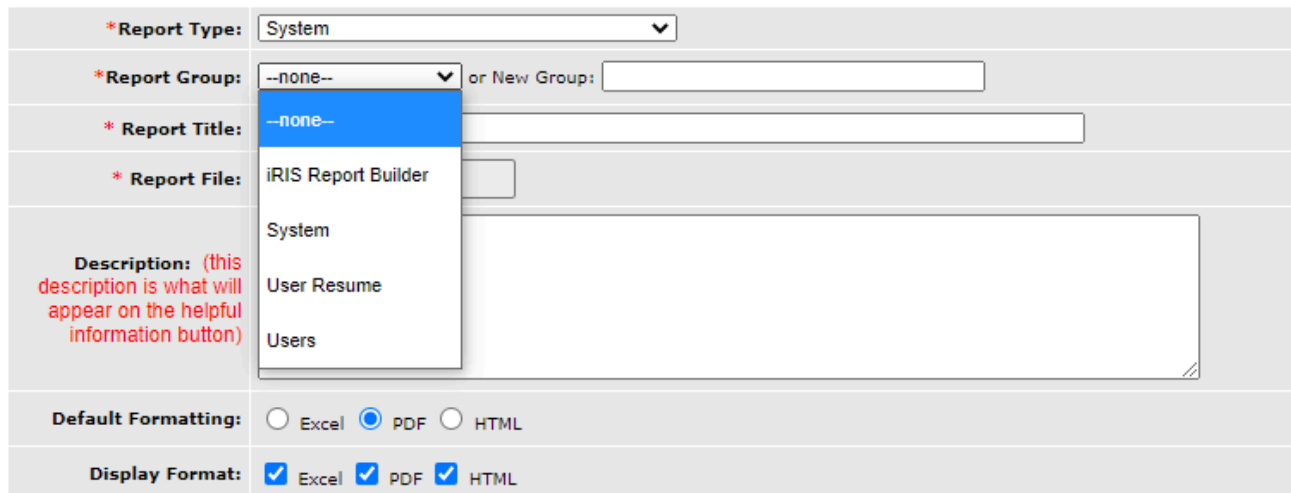 *Report Type: System
*Report Group: --none-- or New Group:
--none--
* Report Title:
* Report File:
iRIS Report Builder
System
User Resume
Users
Description: (this
description is what will
appear on the helpful
information button)
Default Formatting: Excel PDF HTML
Display Format: Excel PDF HTML